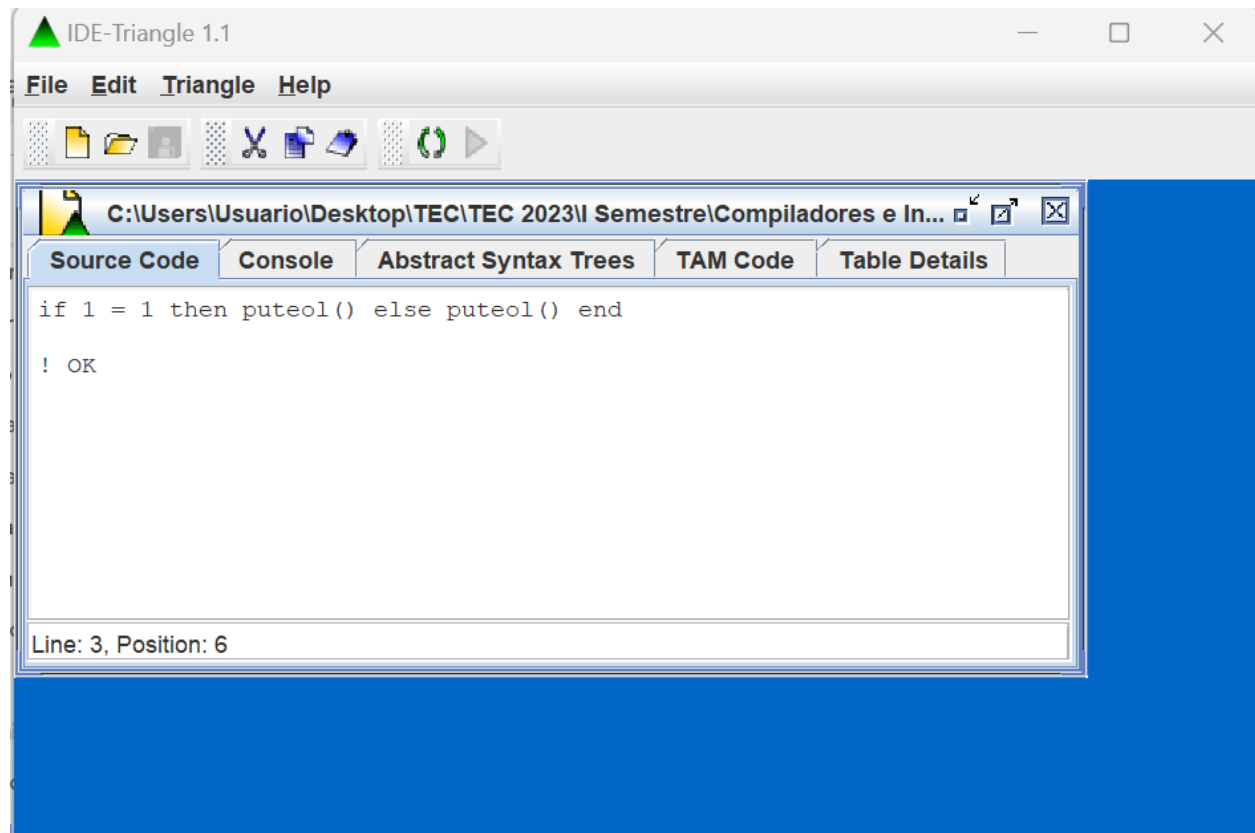 IDE-Triangle 1.1
File Edit Triangle Help
C:\Users\Usuario\Desktop\TEC\TEC 2023\I Semestre\Compiladores e In...
Source Code Console Abstract Syntax Trees TAM Code Table Details
if 1 = 1 then puteol() else puteol() end
! OK
Line: 3, Position: 6